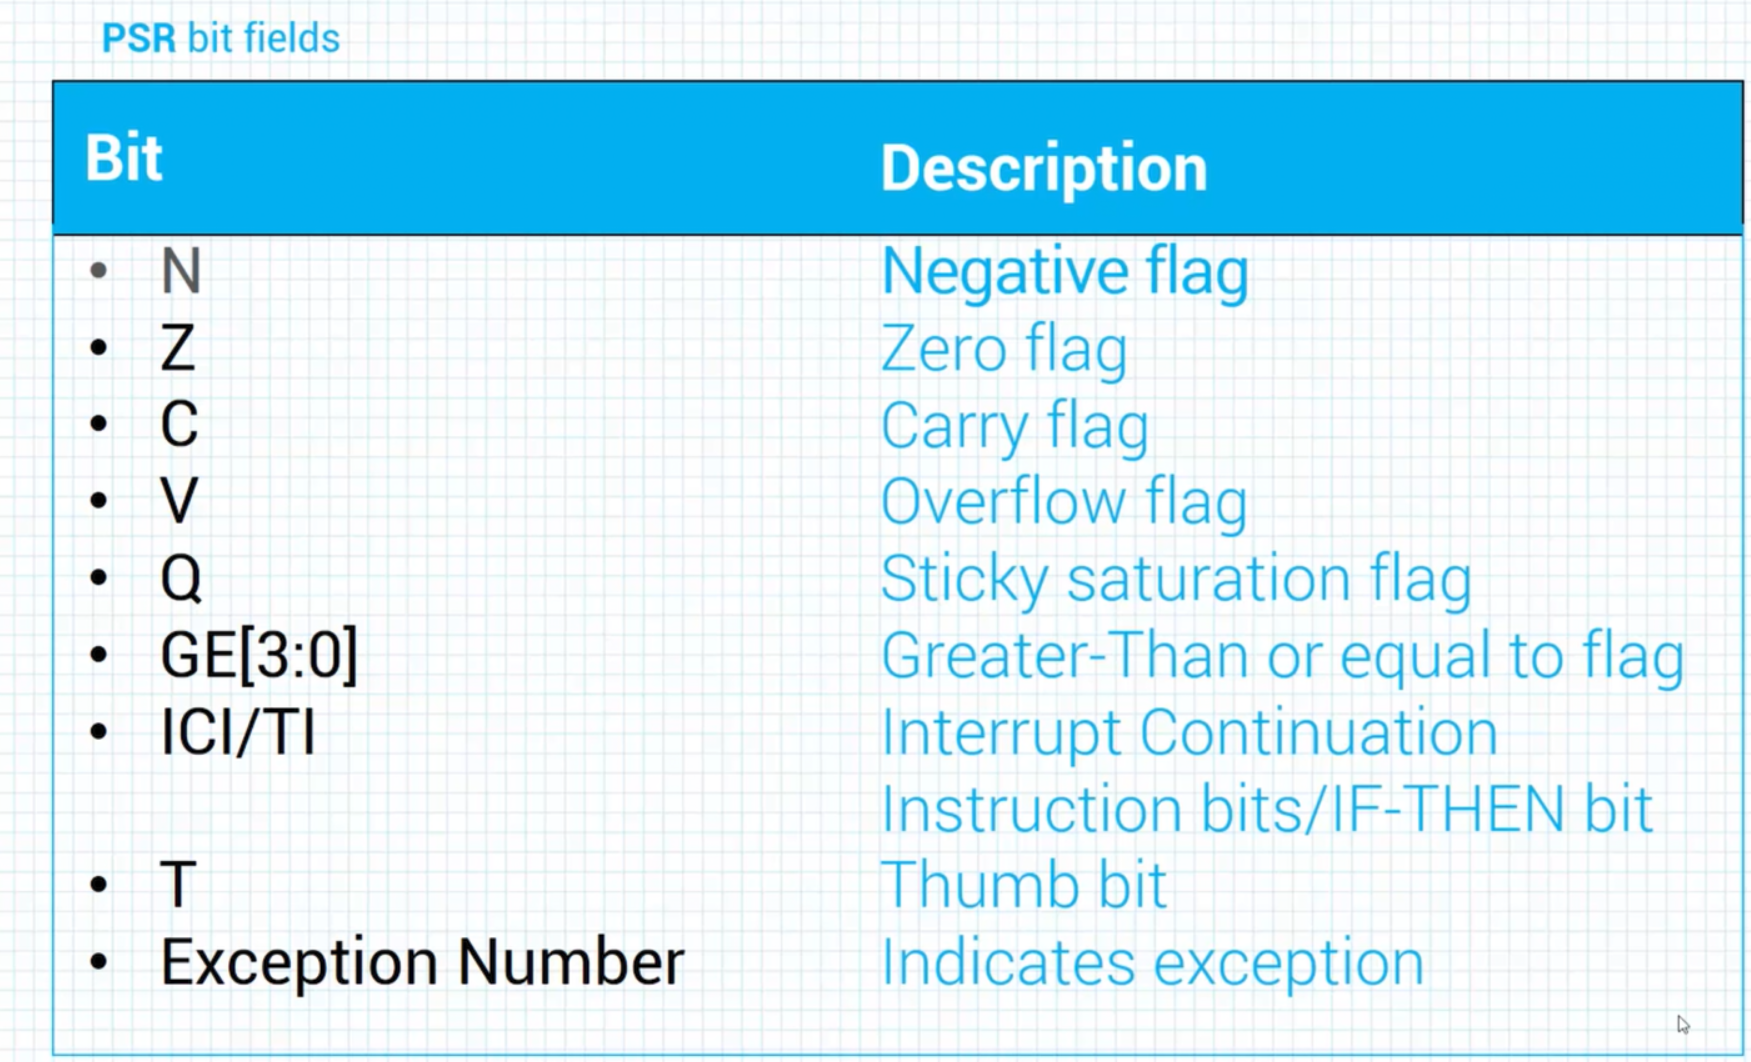 PSR bit fields
Bit Description
• N Negative flag
• Z Zero flag
• C Carry flag
• V Overflow flag
• Q Sticky saturation flag
• GE[3:0] Greater-Than or equal to flag
• ICI/TI Interrupt Continuation
Instruction bits/IF-THEN bit
• T Thumb bit
• Exception Number Indicates exception